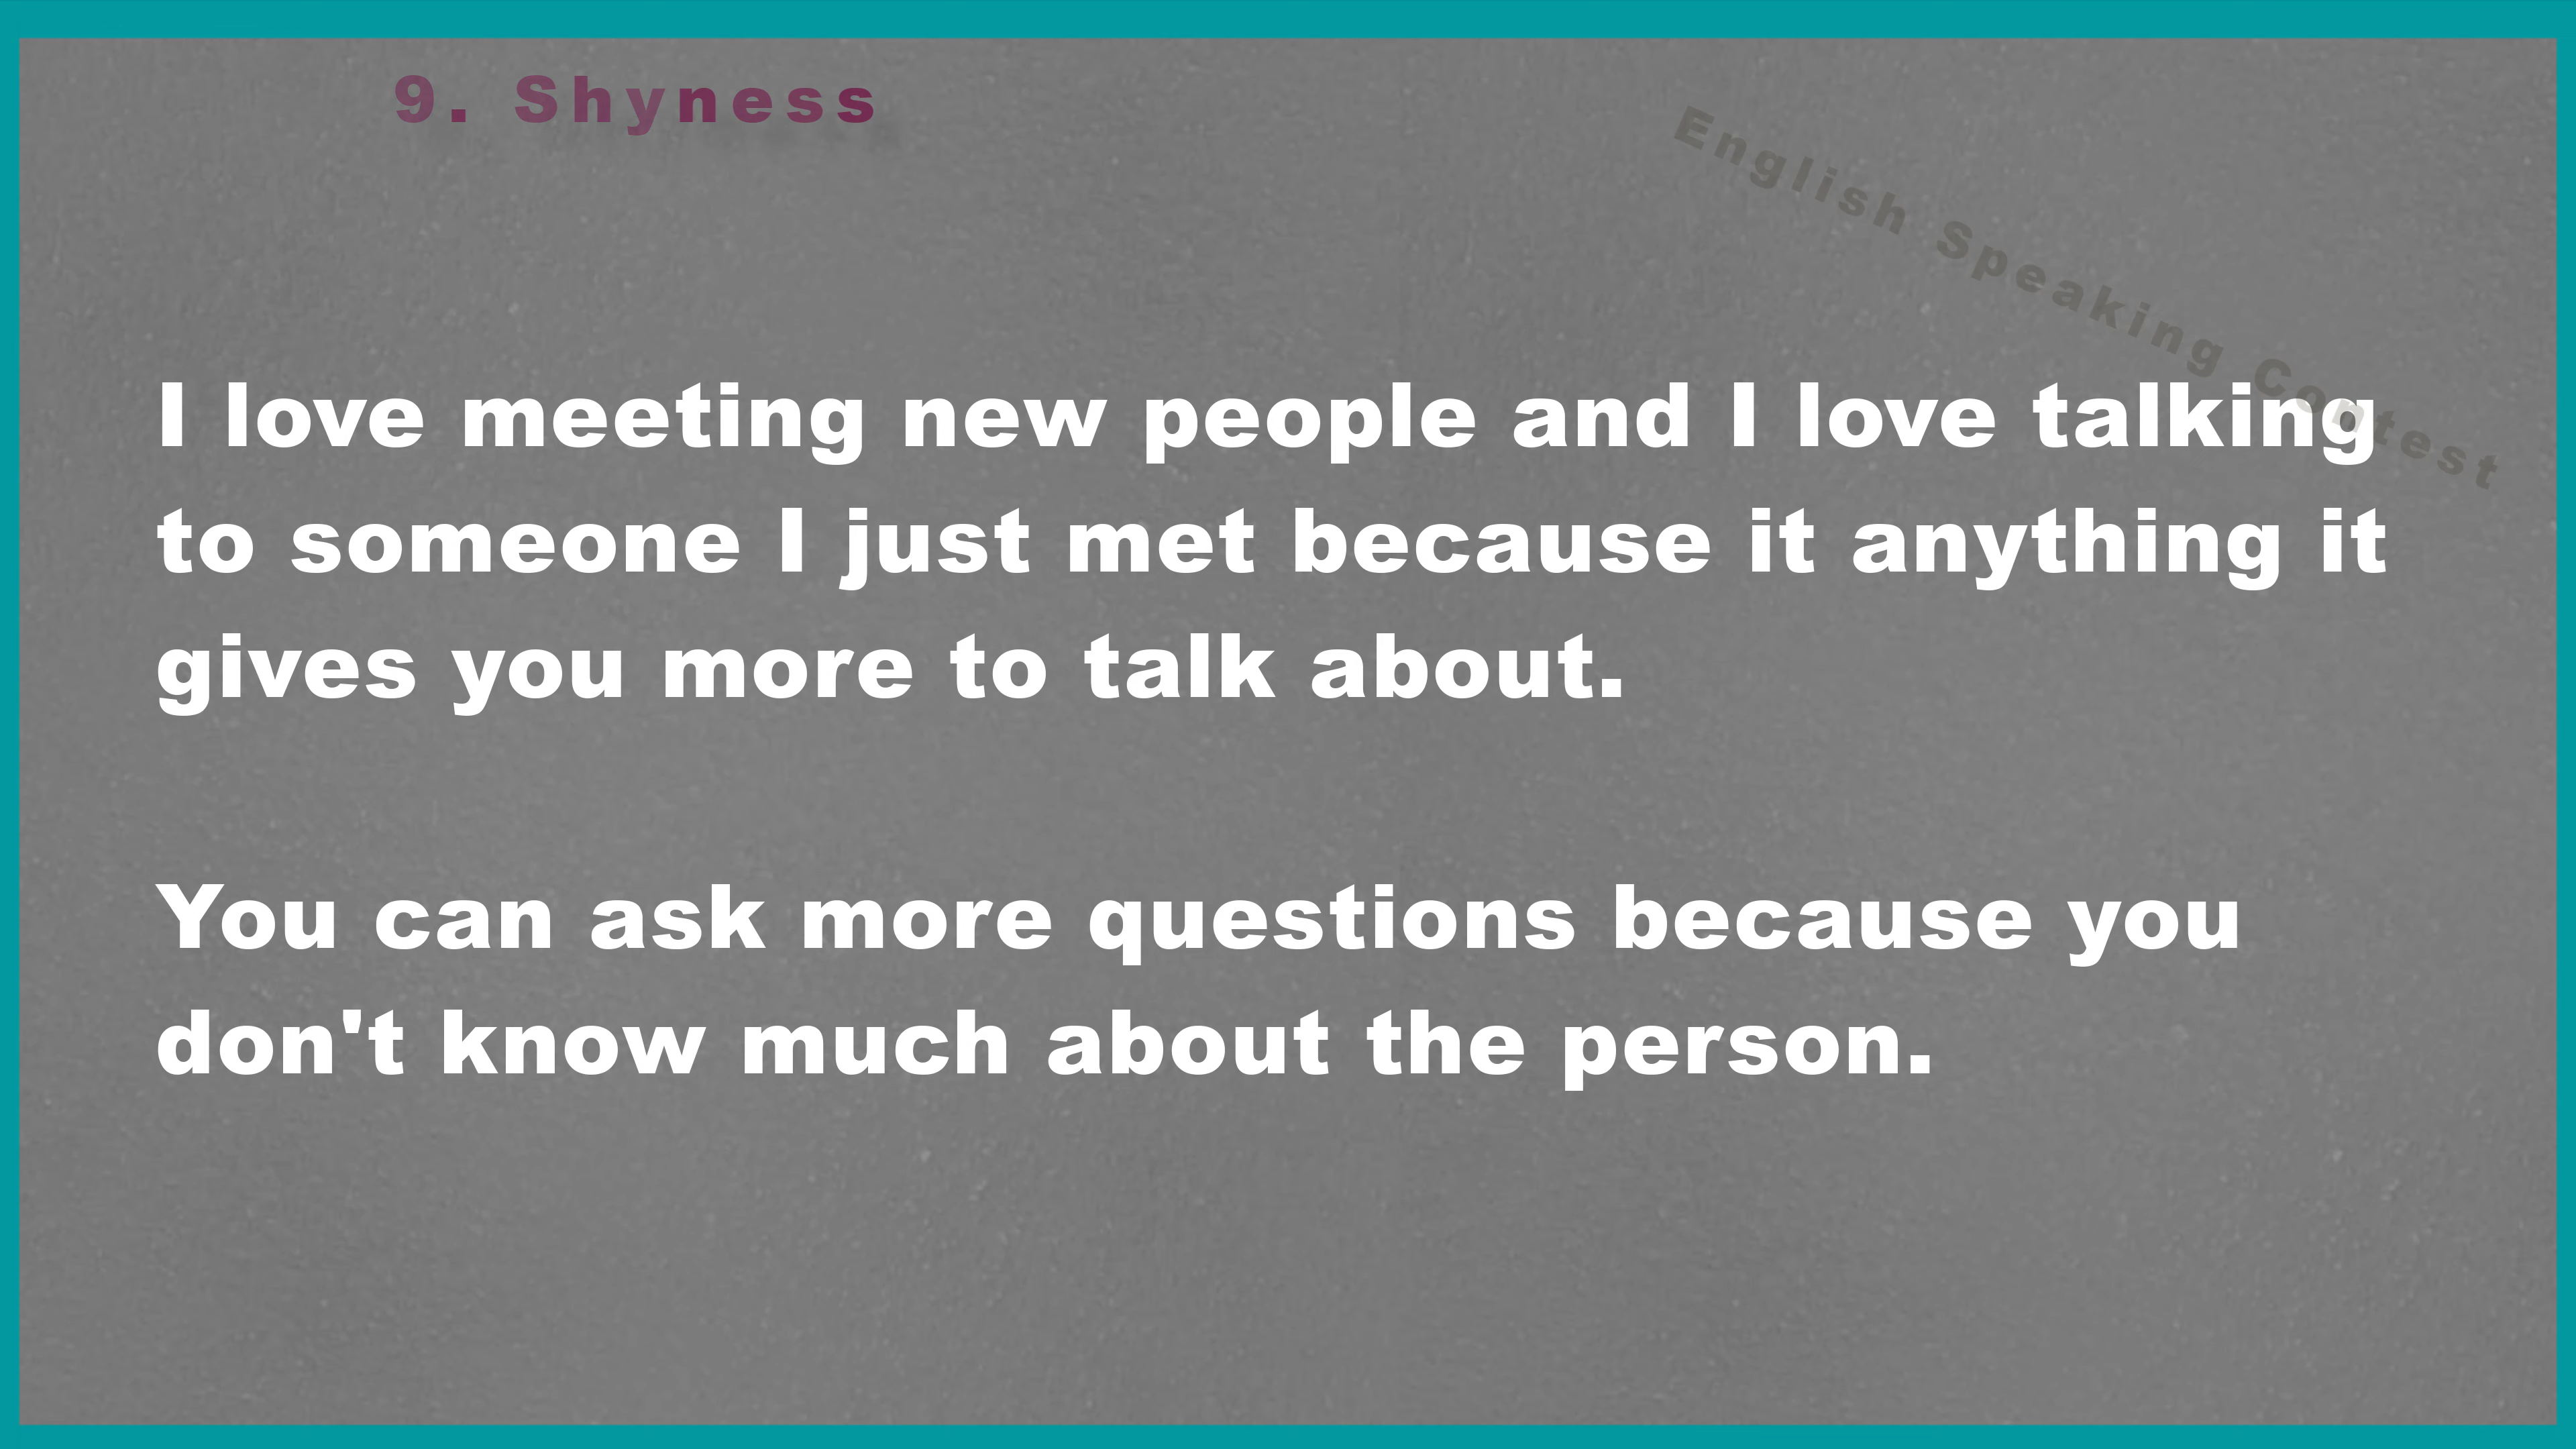 9. Shyness
English Speaking Contest
I love meeting new people and I love talking
to someone I just met because it anything it
gives you more to talk about.
You can ask more questions because you
don't know much about the person.